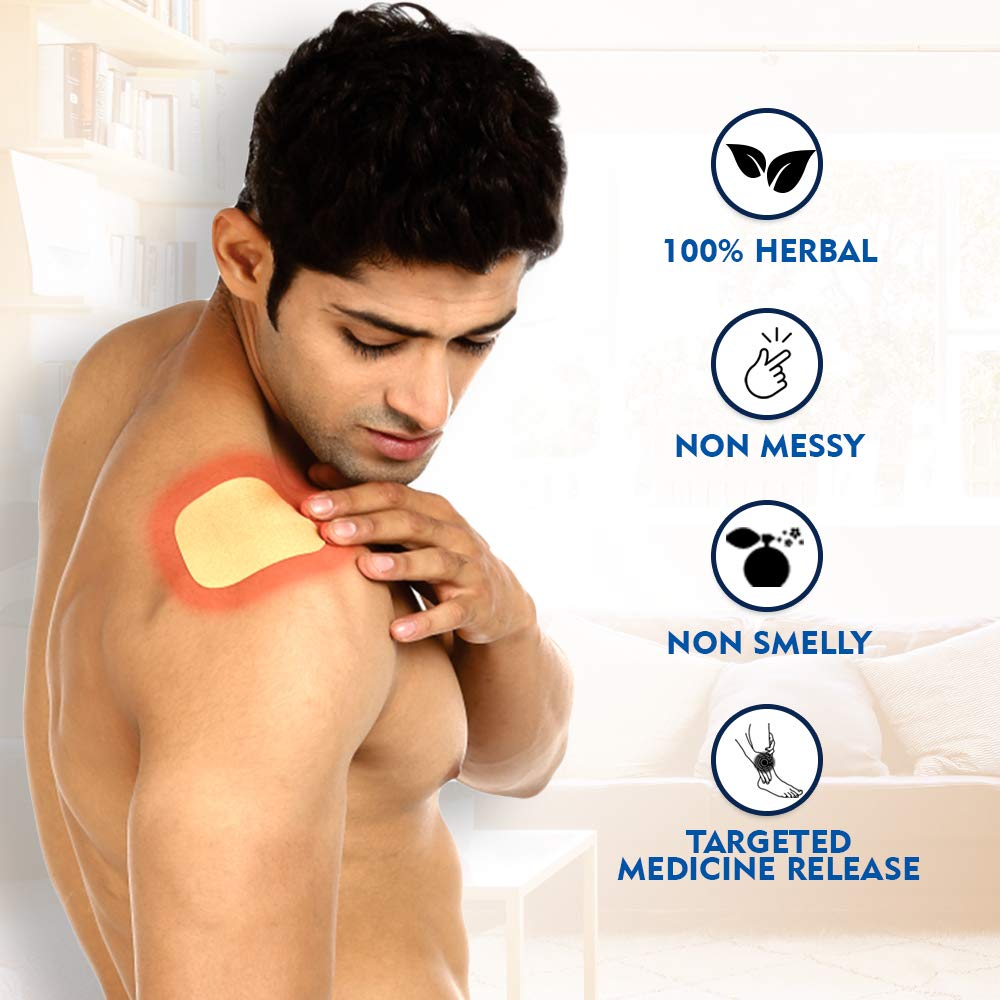 100% HERBAL
NON MESSY
NON SMELLY
TARGETED
MEDICINE RELEASE